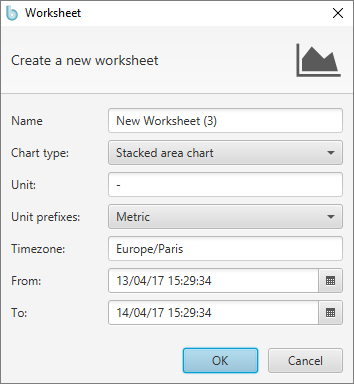 Worksheet
Create a new worksheet
Name New Worksheet (3)
Chart type: Stacked area chart
Unit: -
Unit prefixes: Metric
Timezone: Europe/Paris
From: 13/04/17 15:29:34
To: 14/04/17 15:29:34
OK Cancel